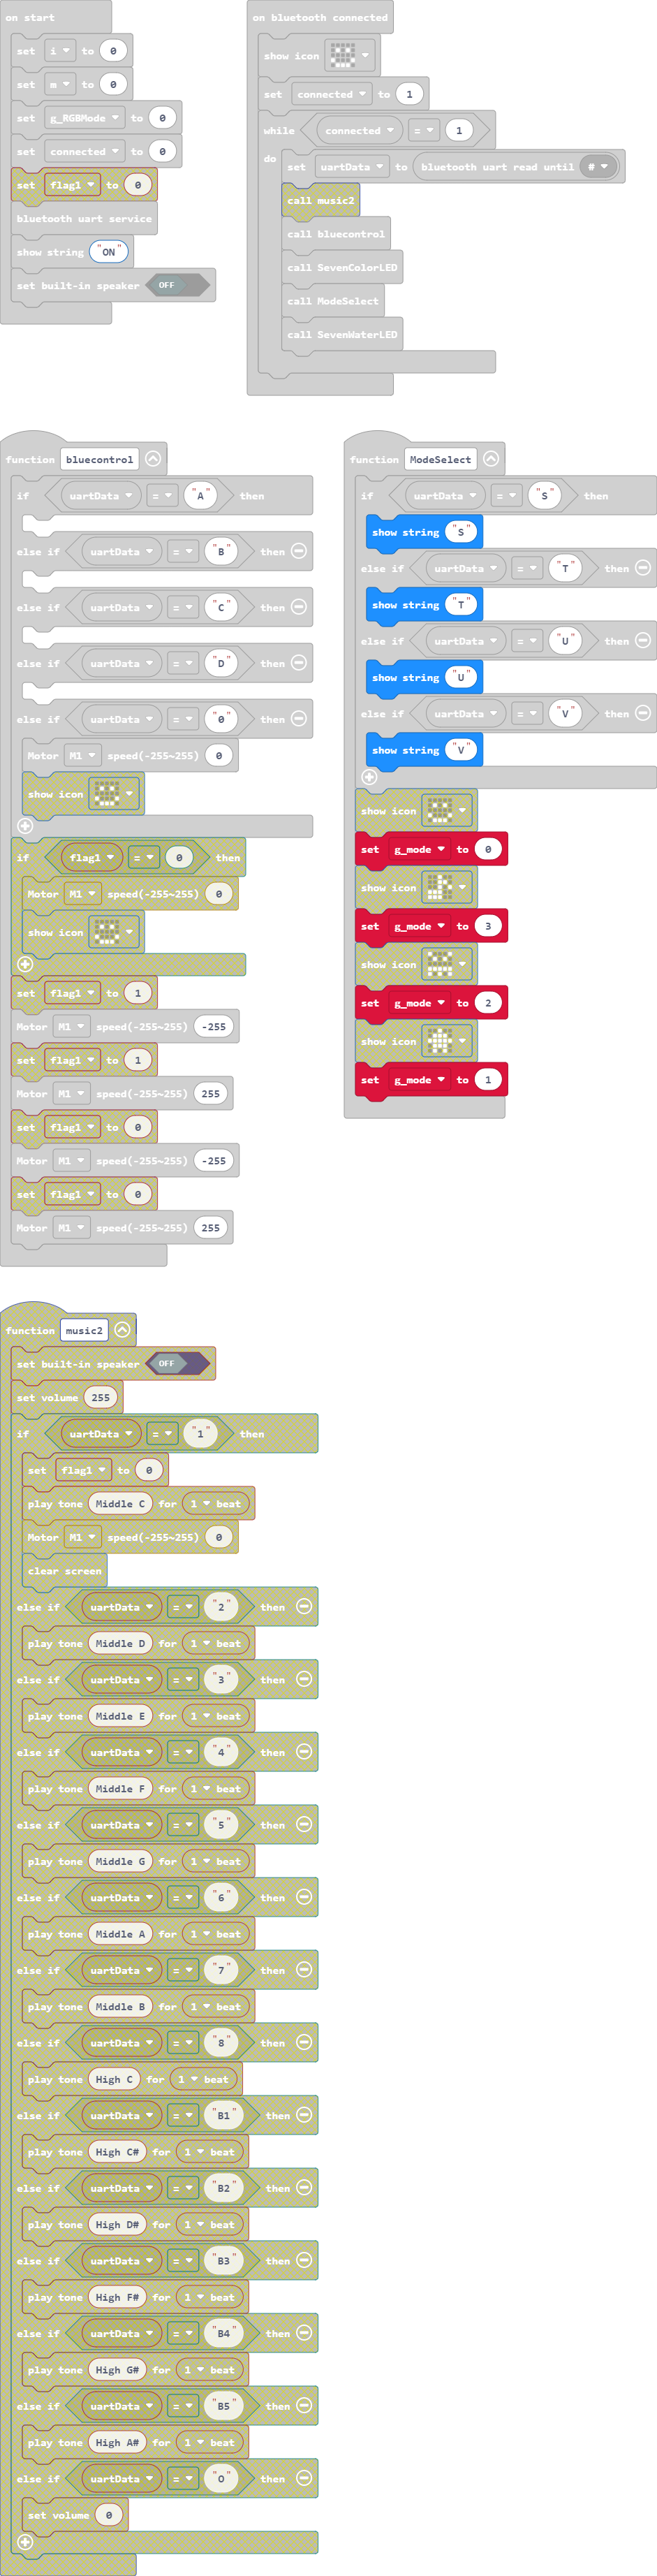 on start
set i to 0
set m to 0
set g_RGBMode to 0
set connected to 0
set flag1 to 0
bluetooth uart service
show string "ON"
set built-in speaker OFF
on bluetooth connected
show icon
set connected to 1
while connected = 1
do set uartData to bluetooth uart read until #
call music2
call bluecontrol
call SevenColorLED
call ModeSelect
call SevenWaterLED
function bluecontrol
if uartData = "A" then
else if uartData = "B" then
else if uartData = "C" then
else if uartData = "D" then
else if uartData = "0" then
Motor M1 speed(-255~255) 0
show icon
if flag1 = 0 then
Motor M1 speed(-255~255) 0
show icon
set flag1 to 1
Motor M1 speed(-255~255) -255
set flag1 to 1
Motor M1 speed(-255~255) 255
set flag1 to 0
Motor M1 speed(-255~255) -255
set flag1 to 0
Motor M1 speed(-255~255) 255
function ModeSelect
if uartData = "S" then
show string "S"
else if uartData = "T" then
show string "T"
else if uartData = "U" then
show string "U"
else if uartData = "V" then
show string "V"
show icon
set g_mode to 0
show icon
set g_mode to 3
show icon
set g_mode to 2
show icon
set g_mode to 1
function music2
set built-in speaker OFF
set volume 255
if uartData = "1" then
set flag1 to 0
play tone Middle C for 1 beat
Motor M1 speed(-255~255) 0
clear screen
else if uartData = "2" then
play tone Middle D for 1 beat
else if uartData = "3" then
play tone Middle E for 1 beat
else if uartData = "4" then
play tone Middle F for 1 beat
else if uartData = "5" then
play tone Middle G for 1 beat
else if uartData = "6" then
play tone Middle A for 1 beat
else if uartData = "7" then
play tone Middle B for 1 beat
else if uartData = "8" then
play tone High C for 1 beat
else if uartData = "B1" then
play tone High C# for 1 beat
else if uartData = "B2" then
play tone High D# for 1 beat
else if uartData = "B3" then
play tone High F# for 1 beat
else if uartData = "B4" then
play tone High G# for 1 beat
else if uartData = "B5" then
play tone High A# for 1 beat
else if uartData = "O" then
set volume 0